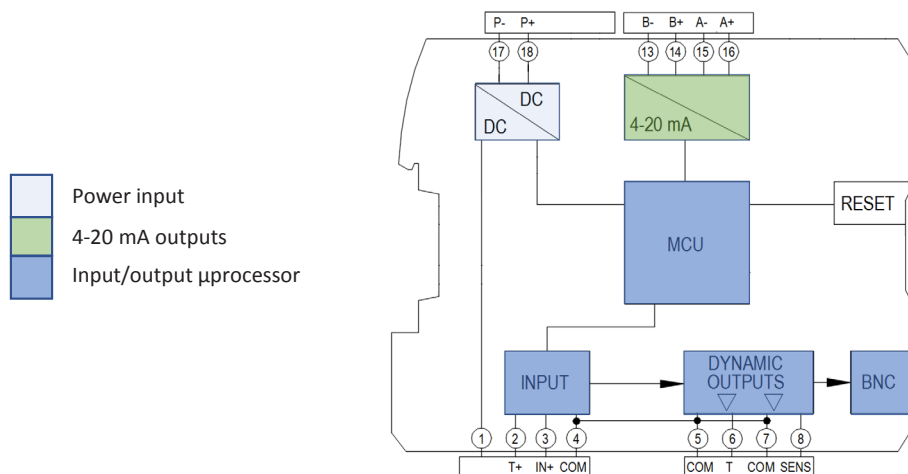 P- P+
B- B+ A- A+
17 18
13 14 15 16
DC
DC
4-20 mA
Power input
4-20 mA outputs
Input/output µprocessor
RESET
MCU
INPUT
DYNAMIC
OUTPUTS
BNC
1 2 3 4 5 6 7 8
T+ IN+ COM
COM T COM SENS